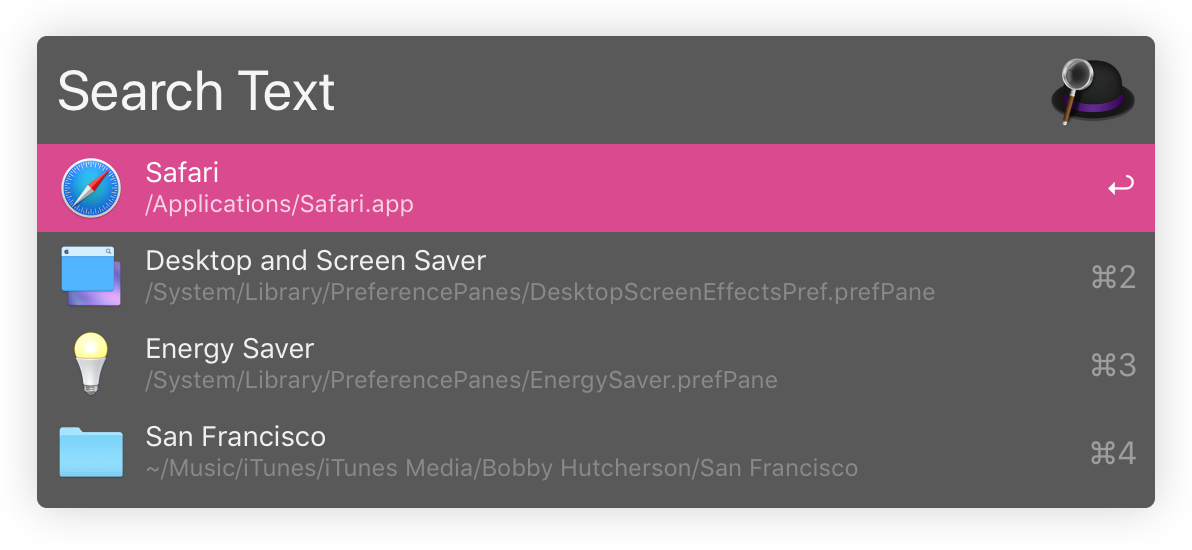 Search Text
Safari
/Applications/Safari.app
Desktop and Screen Saver
/System/Library/PreferencePanes/DesktopScreenEffectsPref.prefPane
⌘2
Energy Saver
/System/Library/PreferencePanes/EnergySaver.prefPane
⌘3
San Francisco
~/Music/iTunes/iTunes Media/Bobby Hutcherson/San Francisco
⌘4